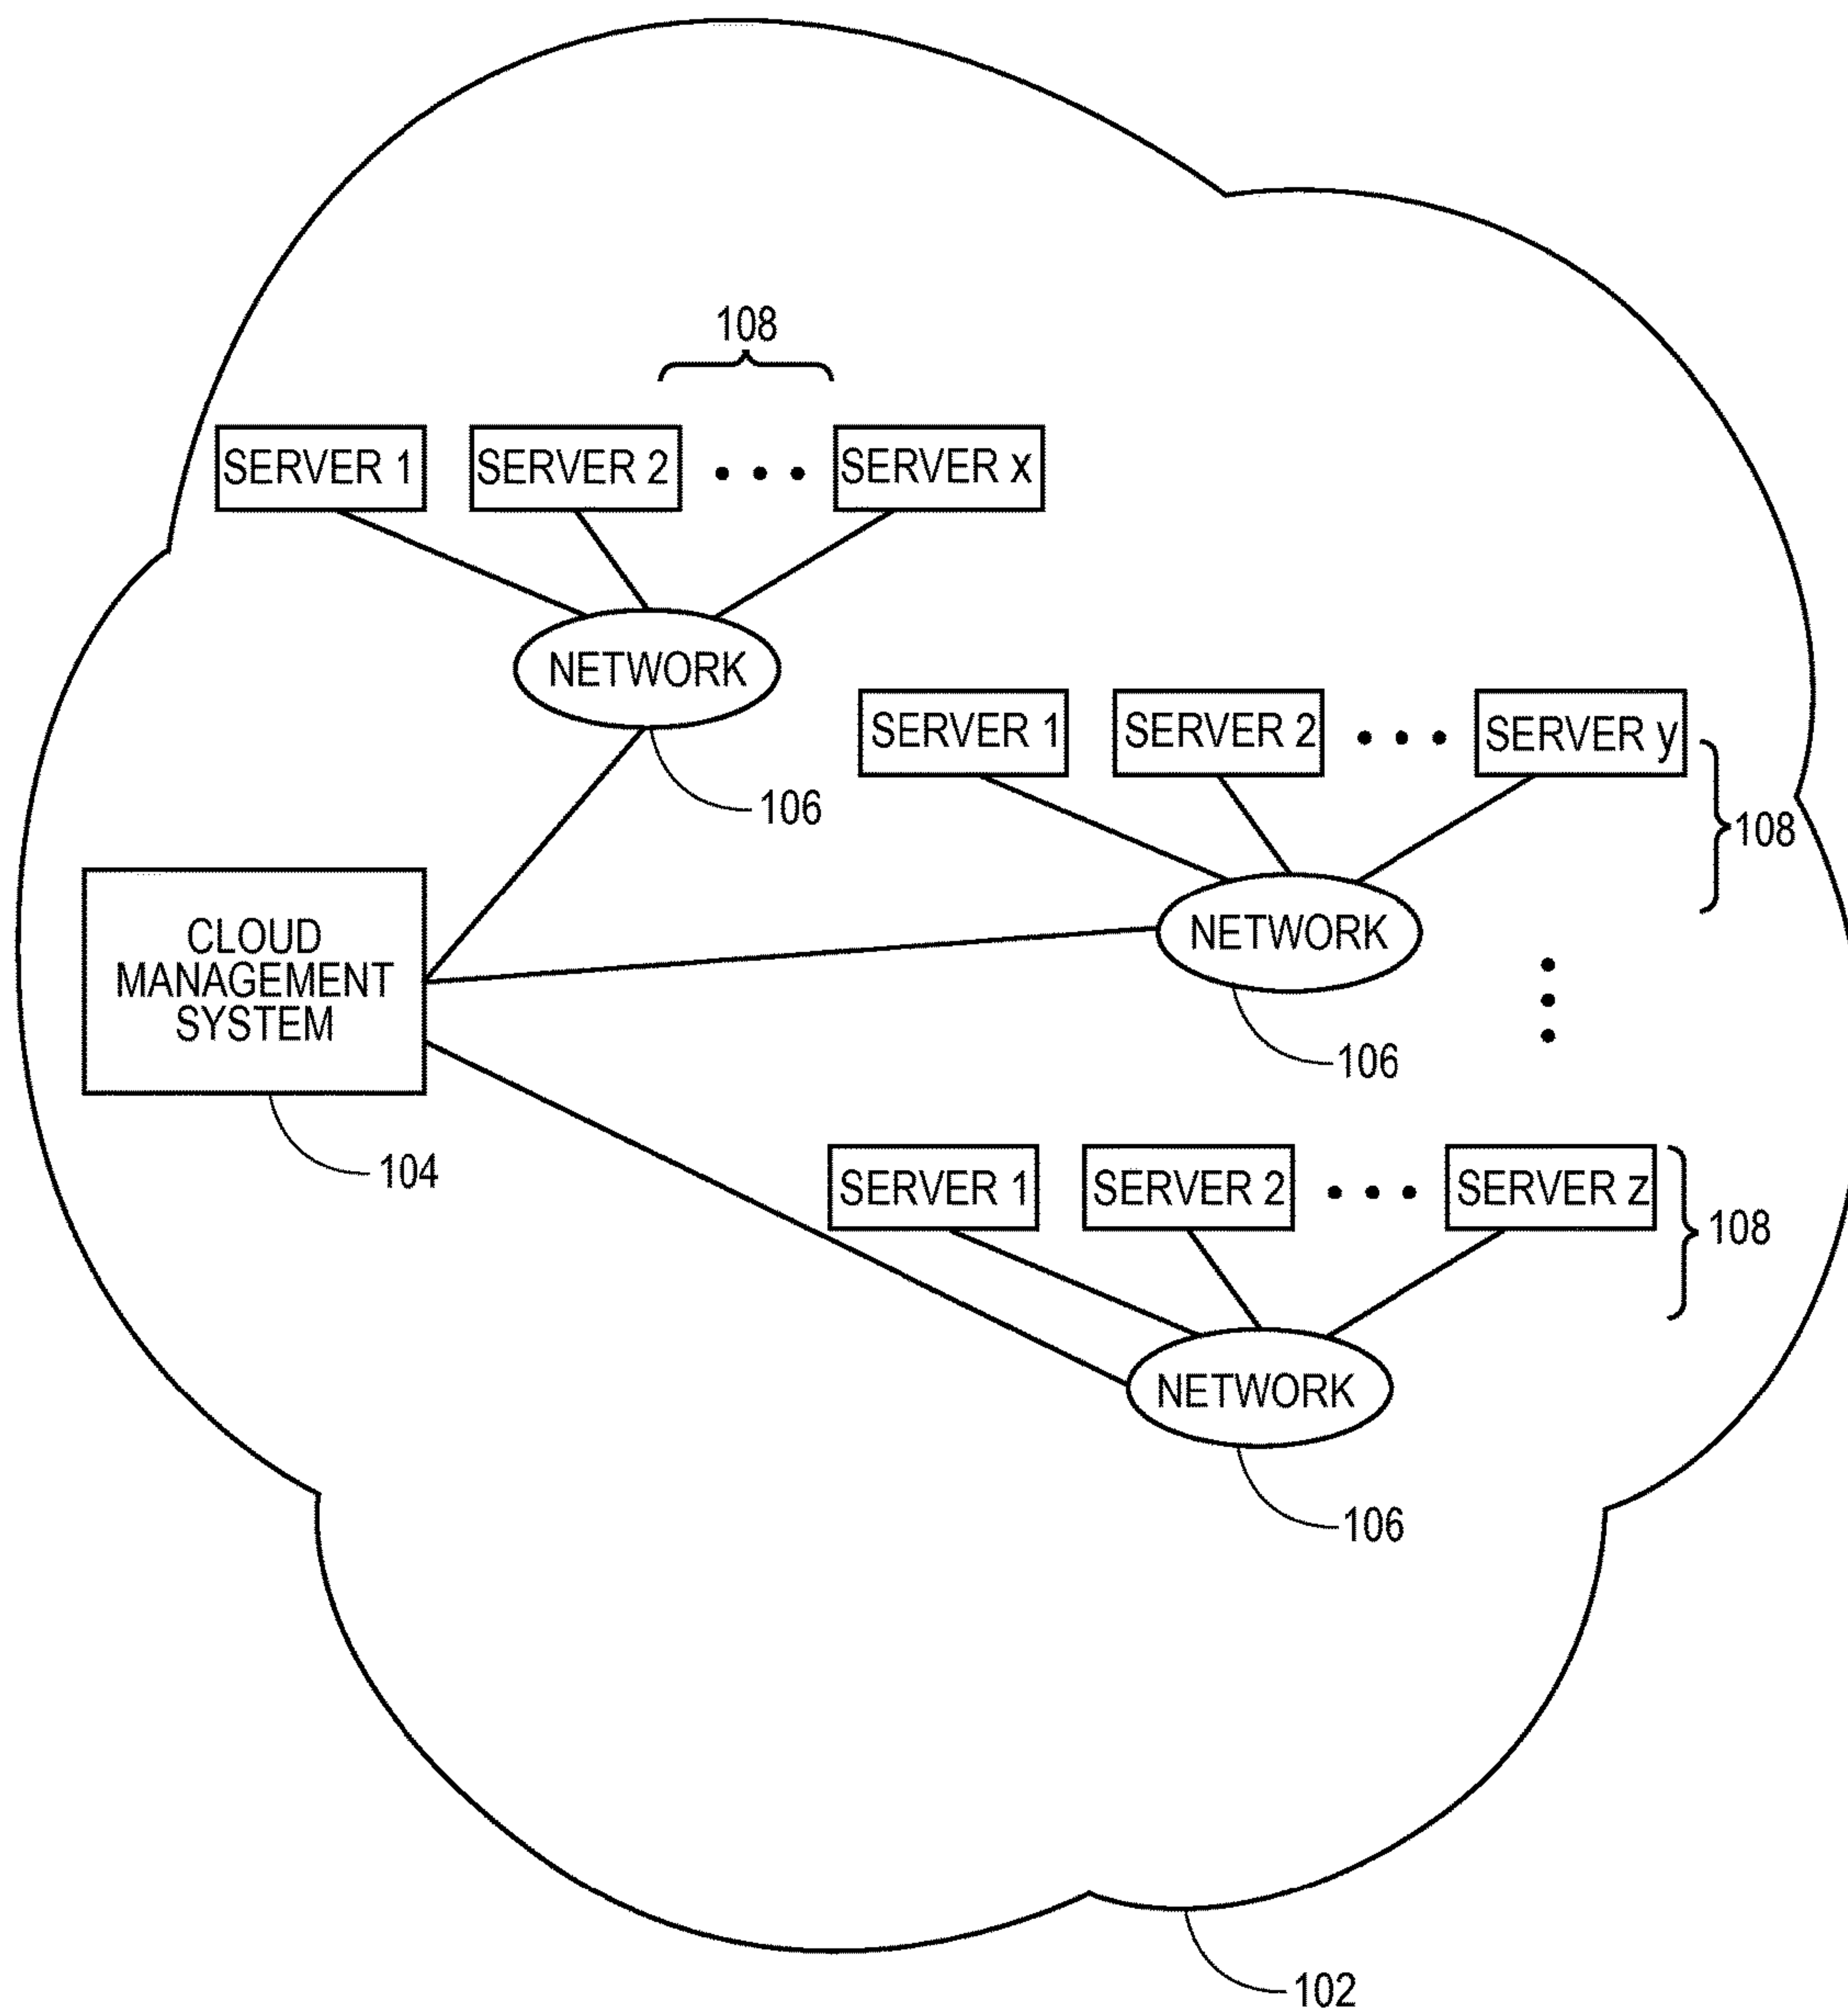 108
SERVER 1 SERVER 2 • • • SERVER x
NETWORK
106
SERVER 1 SERVER 2 • • • SERVER y
108
NETWORK
106
CLOUD
MANAGEMENT
SYSTEM
104
SERVER 1 SERVER 2 • • • SERVER z
108
NETWORK
106
102